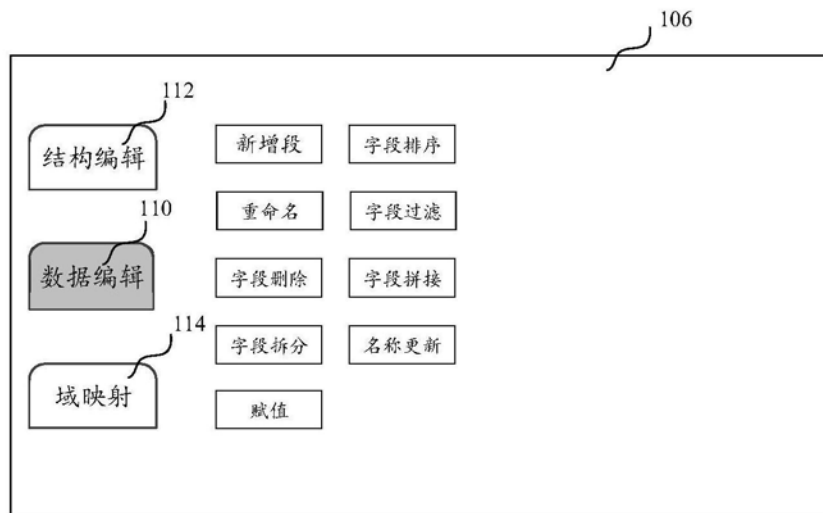 106
112
结构编辑
新增段
字段排序
重命名
字段过滤
110
数据编辑
字段删除
字段拼接
114
字段拆分
名称更新
域映射
赋值